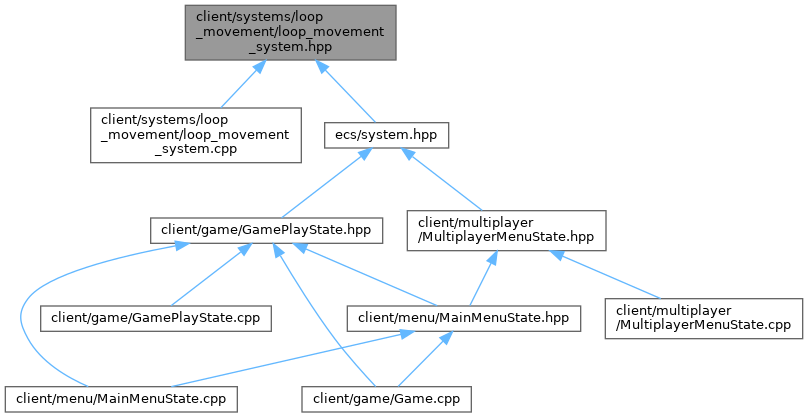 client/systems/loop
_movement/loop_movement
_system.hpp
client/systems/loop
_movement/loop_movement
_system.cpp
ecs/system.hpp
client/game/GamePlayState.hpp
client/multiplayer
/MultiplayerMenuState.hpp
client/game/GamePlayState.cpp
client/menu/MainMenuState.hpp
client/multiplayer
/MultiplayerMenuState.cpp
client/menu/MainMenuState.cpp
client/game/Game.cpp